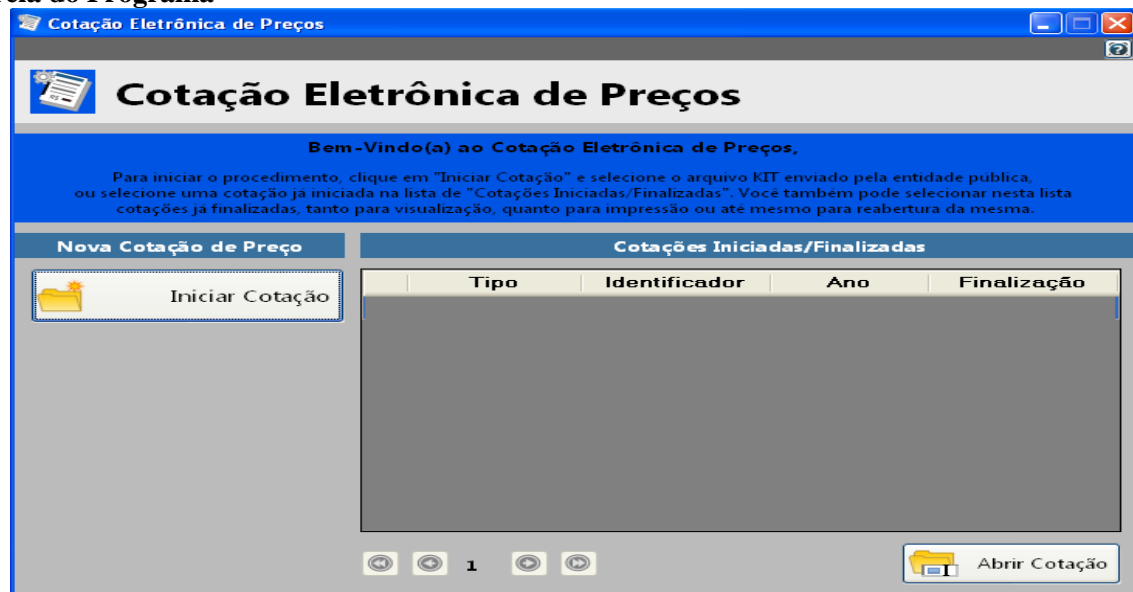 do Programa
Cotação Eletrônica de Preços
Cotação Eletrônica de Preços
Bem-Vindo(a) ao Cotação Eletrônica de Preços,
Para iniciar o procedimento, clique em "Iniciar Cotação" e selecione o arquivo KIT enviado pela entidade pública,
ou selecione uma cotação já iniciada na lista de "Cotações Iniciadas/Finalizadas". Você também pode selecionar nesta lista
cotações já finalizadas, tanto para visualização, quanto para impressão ou até mesmo para reabertura da mesma.
Nova Cotação de Preço
Cotações Iniciadas/Finalizadas
Iniciar Cotação
Tipo Identificador Ano Finalização
1
Abrir Cotação